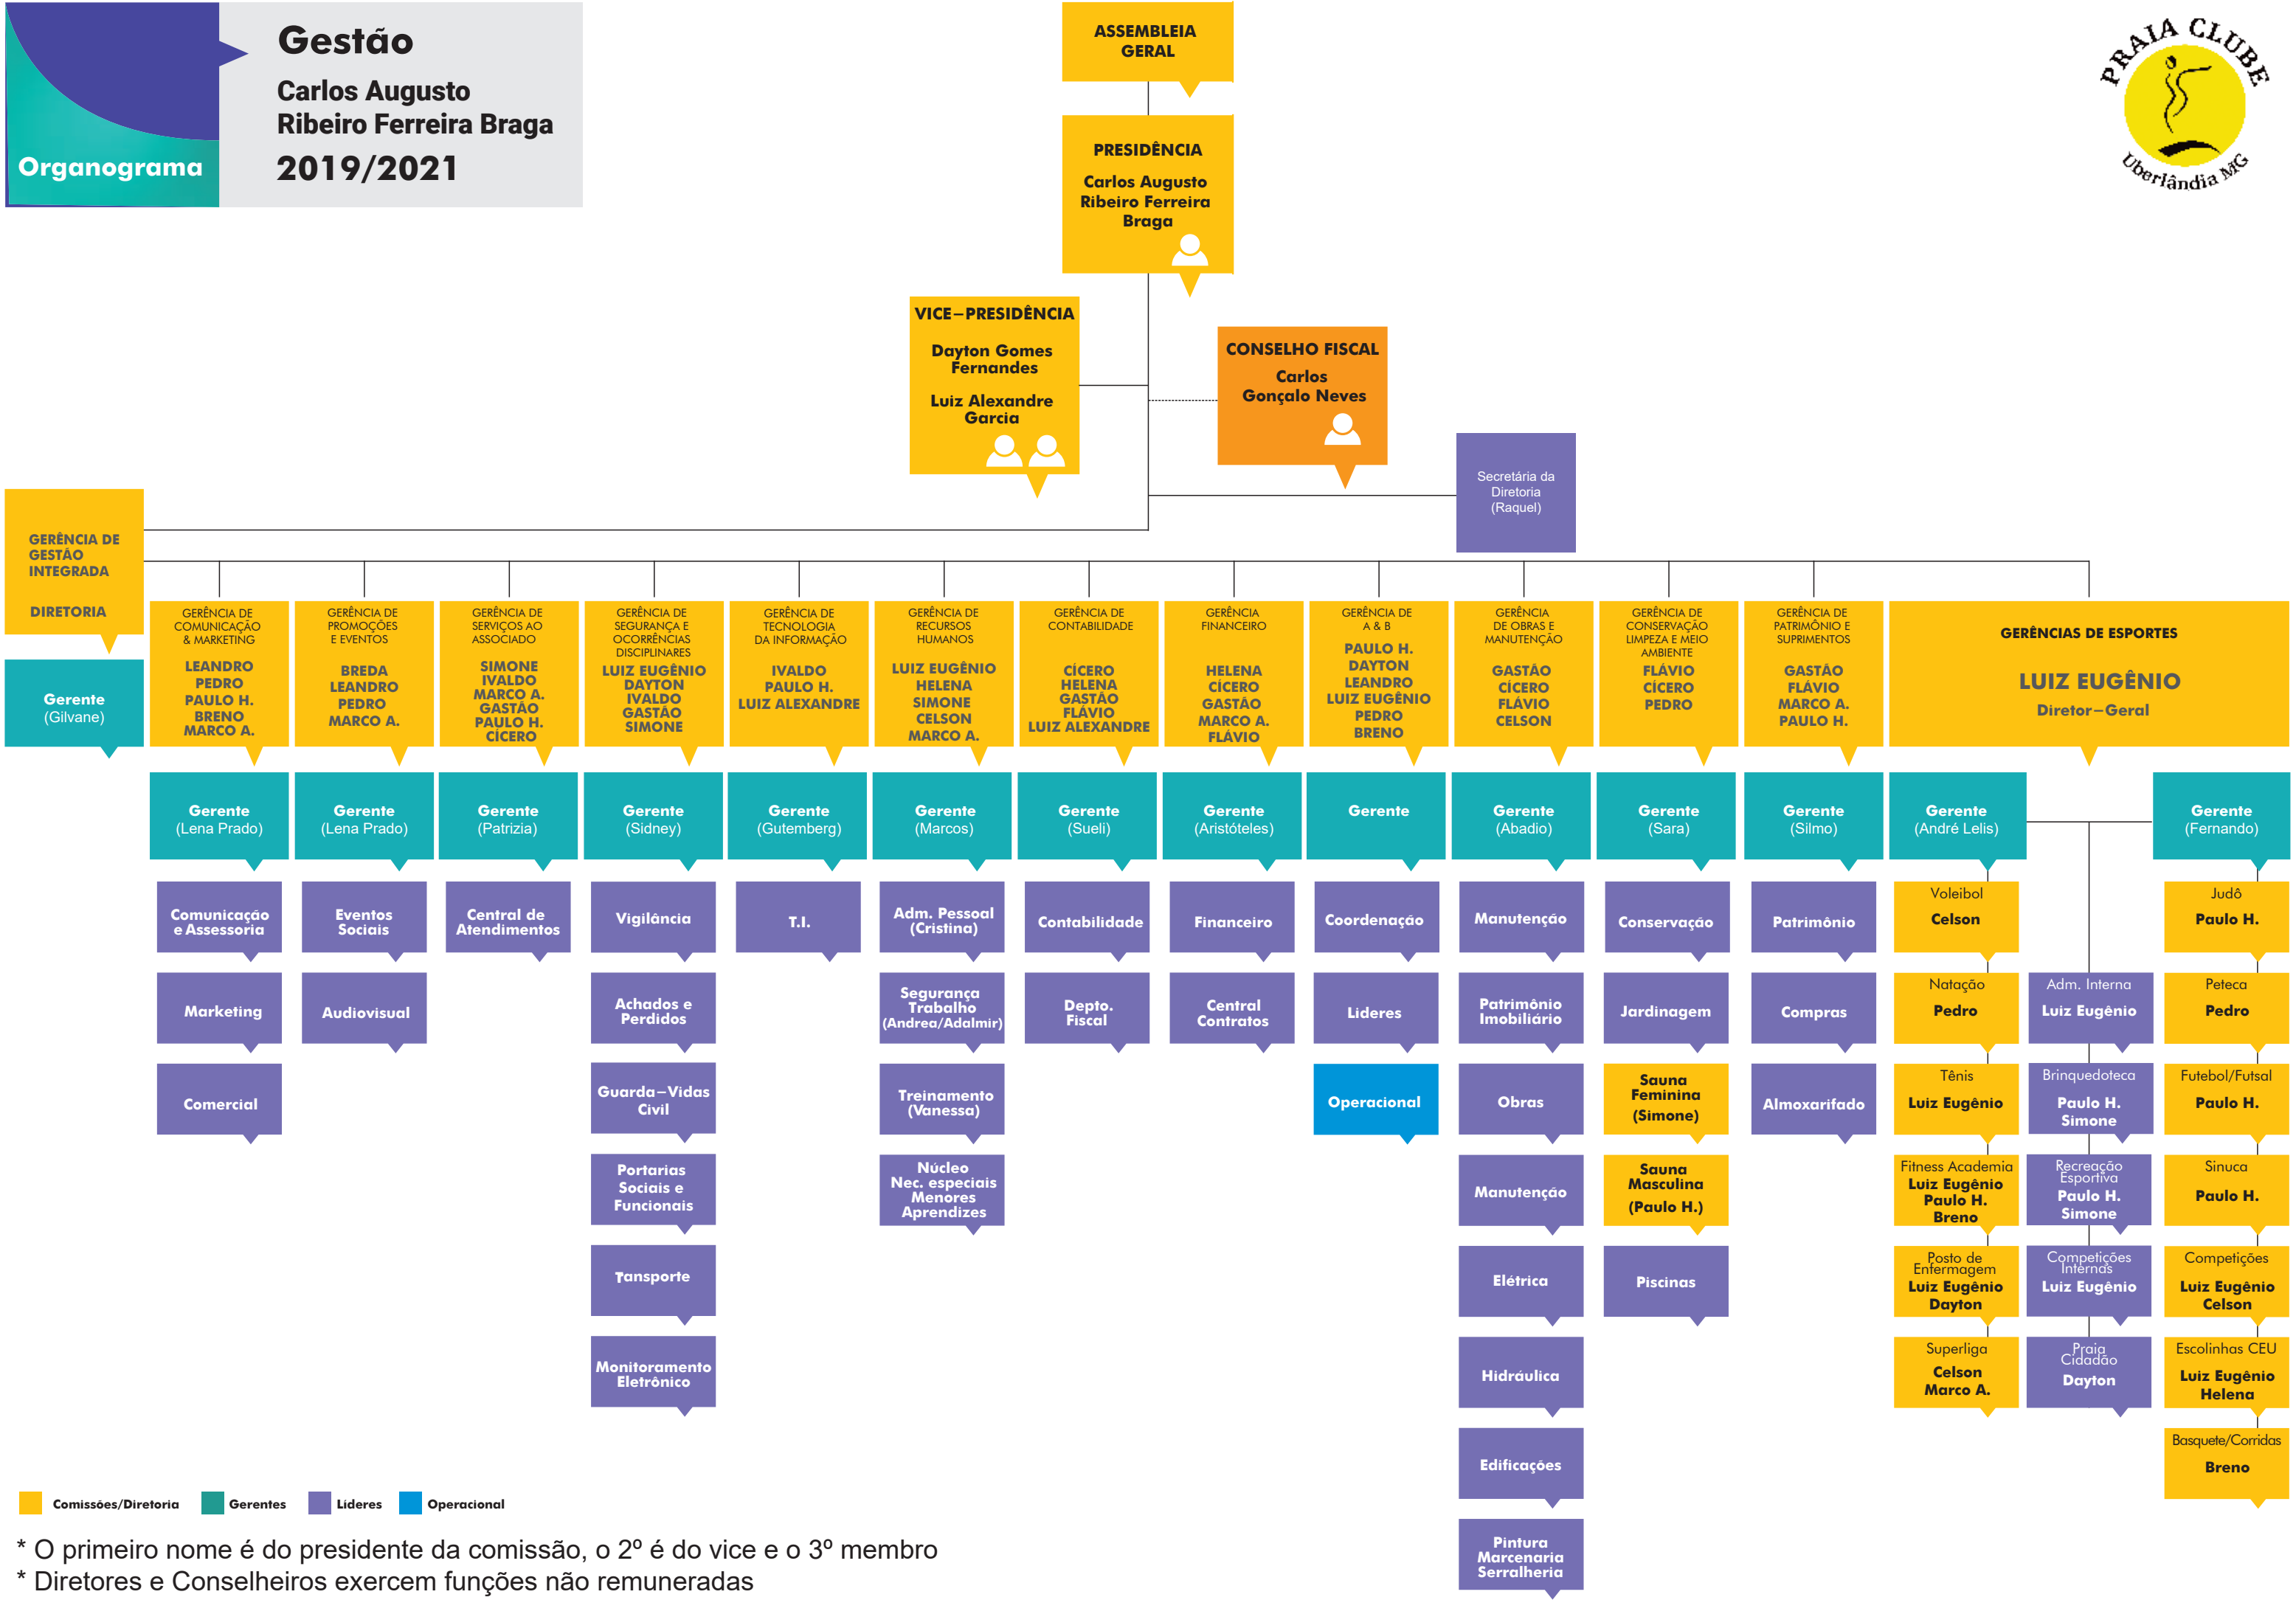 Organograma
Gestão
Carlos Augusto
Ribeiro Ferreira Braga
2019/2021
PRAIA CLUBE
Uberlândia MG
ASSEMBLEIA
GERAL
PRESIDÊNCIA
Carlos Augusto
Ribeiro Ferreira
Braga
VICE–PRESIDÊNCIA
Dayton Gomes
Fernandes
Luiz Alexandre
Garcia
CONSELHO FISCAL
Carlos
Gonçalo Neves
Secretária da
Diretoria
(Raquel)
GERÊNCIA DE
GESTÃO
INTEGRADA
DIRETORIA
Gerente
(Gilvane)
GERÊNCIA DE
COMUNICAÇÃO
& MARKETING
LEANDRO
PEDRO
PAULO H.
BRENO
MARCO A.
GERÊNCIA DE
PROMOÇÕES
E EVENTOS
BREDA
LEANDRO
PEDRO
MARCO A.
GERÊNCIA DE
SERVIÇOS AO
ASSOCIADO
SIMONE
IVALDO
MARCO A.
GASTÃO
PAULO H.
CÍCERO
GERÊNCIA DE
SEGURANÇA E
OCORRÊNCIAS
DISCIPLINARES
LUIZ EUGÊNIO
DAYTON
IVALDO
GASTÃO
SIMONE
GERÊNCIA DE
TECNOLOGIA
DA INFORMAÇÃO
IVALDO
PAULO H.
LUIZ ALEXANDRE
GERÊNCIA DE
RECURSOS
HUMANOS
LUIZ EUGÊNIO
HELENA
SIMONE
CELSON
MARCO A.
GERÊNCIA DE
CONTABILIDADE
CÍCERO
HELENA
GASTÃO
FLÁVIO
LUIZ ALEXANDRE
GERÊNCIA
FINANCEIRO
HELENA
CÍCERO
GASTÃO
MARCO A.
FLÁVIO
GERÊNCIA DE
A & B
PAULO H.
DAYTON
LEANDRO
LUIZ EUGÊNIO
PEDRO
BRENO
GERÊNCIA
DE OBRAS E
MANUTENÇÃO
GASTÃO
CÍCERO
FLÁVIO
CELSON
GERÊNCIA DE
CONSERVAÇÃO
LIMPEZA E MEIO
AMBIENTE
FLÁVIO
CÍCERO
PEDRO
GERÊNCIA DE
PATRIMÔNIO E
SUPRIMENTOS
GASTÃO
FLÁVIO
MARCO A.
PAULO H.
GERÊNCIAS DE ESPORTES
LUIZ EUGÊNIO
Diretor–Geral
Gerente
(Lena Prado)
Gerente
(Lena Prado)
Gerente
(Patrizia)
Gerente
(Sidney)
Gerente
(Gutemberg)
Gerente
(Marcos)
Gerente
(Sueli)
Gerente
(Aristóteles)
Gerente
Gerente
(Abadio)
Gerente
(Sara)
Gerente
(Silmo)
Gerente
(André Lelis)
Gerente
(Fernando)
Comunicação
e Assessoria
Marketing
Comercial
Eventos
Sociais
Audiovisual
Central de
Atendimentos
Vigilância
Achados e
Perdidos
Guarda–Vidas
Civil
Portarias
Sociais e
Funcionais
Tansporte
Monitoramento
Eletrônico
T.I.
Adm. Pessoal
(Cristina)
Segurança
Trabalho
(Andrea/Adalmir)
Treinamento
(Vanessa)
Núcleo
Nec. especiais
Menores
Aprendizes
Contabilidade
Depto.
Fiscal
Financeiro
Central
Contratos
Coordenação
Lideres
Operacional
Manutenção
Patrimônio
Imobiliário
Obras
Manutenção
Elétrica
Hidráulica
Edificações
Pintura
Marcenaria
Serralheria
Conservação
Jardinagem
Sauna
Feminina
(Simone)
Sauna
Masculina
(Paulo H.)
Piscinas
Patrimônio
Compras
Almoxarifado
Voleibol
Celson
Natação
Pedro
Tênis
Luiz Eugênio
Fitness Academia
Luiz Eugênio
Paulo H.
Breno
Posto de
Enfermagem
Luiz Eugênio
Dayton
Superliga
Celson
Marco A.
Adm. Interna
Luiz Eugênio
Brinquedoteca
Paulo H.
Simone
Recreação
Esportiva
Paulo H.
Simone
Competições
Internas
Luiz Eugênio
Praia
Cidadão
Dayton
Judô
Paulo H.
Peteca
Pedro
Futebol/Futsal
Paulo H.
Sinuca
Paulo H.
Competições
Luiz Eugênio
Celson
Escolinhas CEU
Luiz Eugênio
Helena
Basquete/Corridas
Breno
Comissões/Diretoria
Gerentes
Lideres
Operacional
* O primeiro nome é do presidente da comissão, o 2º é do vice e o 3º membro
* Diretores e Conselheiros exercem funções não remuneradas